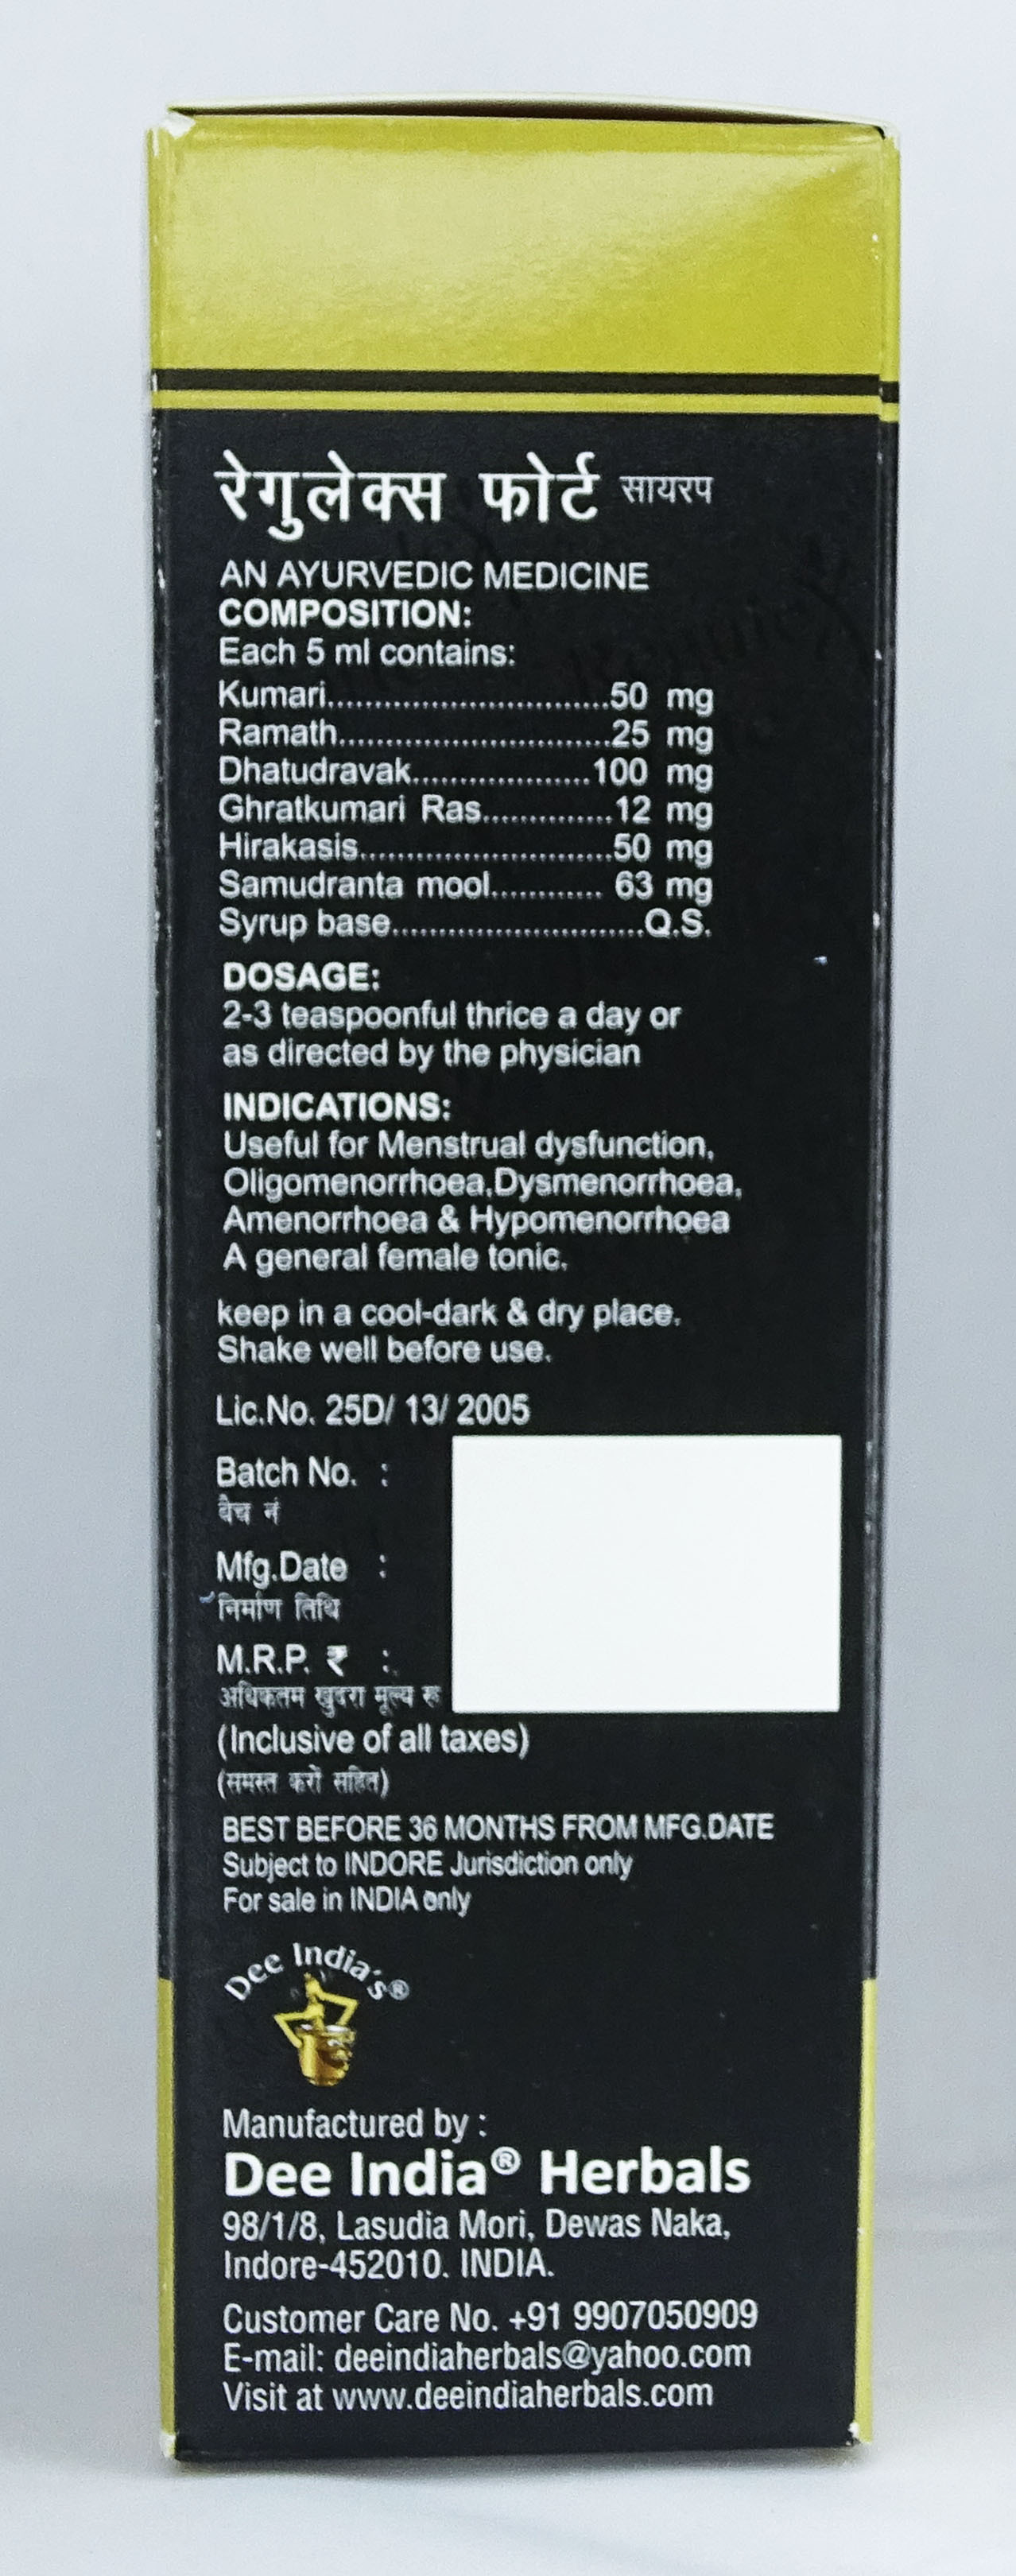 रेगुलेक्स फोर्ट सायरप
AN AYURVEDIC MEDICINE
COMPOSITION:
Each 5 ml contains:
Kumari..............................50 mg
Ramath.............................25 mg
Dhatudravak...................100 mg
Ghratkumari Ras..............12 mg
Hirakasis...........................50 mg
Samudranta mool............ 63 mg
Syrup base...........................Q.S.
DOSAGE:
2-3 teaspoonful thrice a day or
as directed by the physician
INDICATIONS:
Useful for Menstrual dysfunction,
Oligomenorrhoea,Dysmenorrhoea,
Amenorrhoea & Hypomenorrhoea
A general female tonic.
keep in a cool-dark & dry place.
Shake well before use.
Lic.No. 25D/ 13/ 2005
Batch No. :
बैच नं
Mfg.Date :
निर्माण तिथि
M.R.P. ₹ :
अधिकतम खुदरा मूल्य रू
(Inclusive of all taxes)
(समस्त करों सहित)
BEST BEFORE 36 MONTHS FROM MFG.DATE
Subject to INDORE Jurisdiction only
For sale in INDIA only
Dee India's®
Manufactured by :
Dee India® Herbals
98/1/8, Lasudia Mori, Dewas Naka,
Indore-452010. INDIA.
Customer Care No. +91 9907050909
E-mail: deeindiaherbals@yahoo.com
Visit at www.deeindiaherbals.com